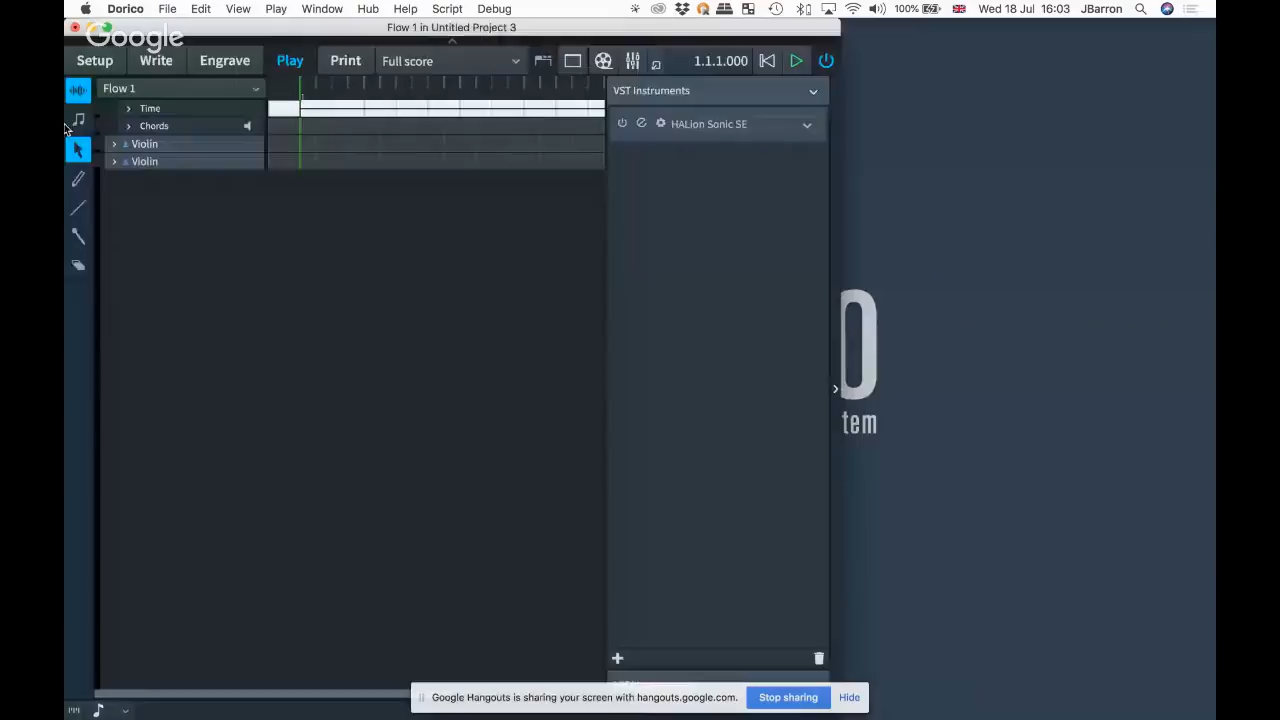 Dorico File Edit View Play Window Hub Help Script Debug 100% Wed 18 Jul 16:03 JBarron
Flow 1 in Untitled Project 3
Google
Setup Write Engrave Play Print Full score 1.1.1.000
Flow 1
VST Instruments
1
Time
Chords
HALion Sonic SE
Violin
Violin
D
tem
Google Hangouts is sharing your screen with hangouts.google.com. Stop sharing Hide